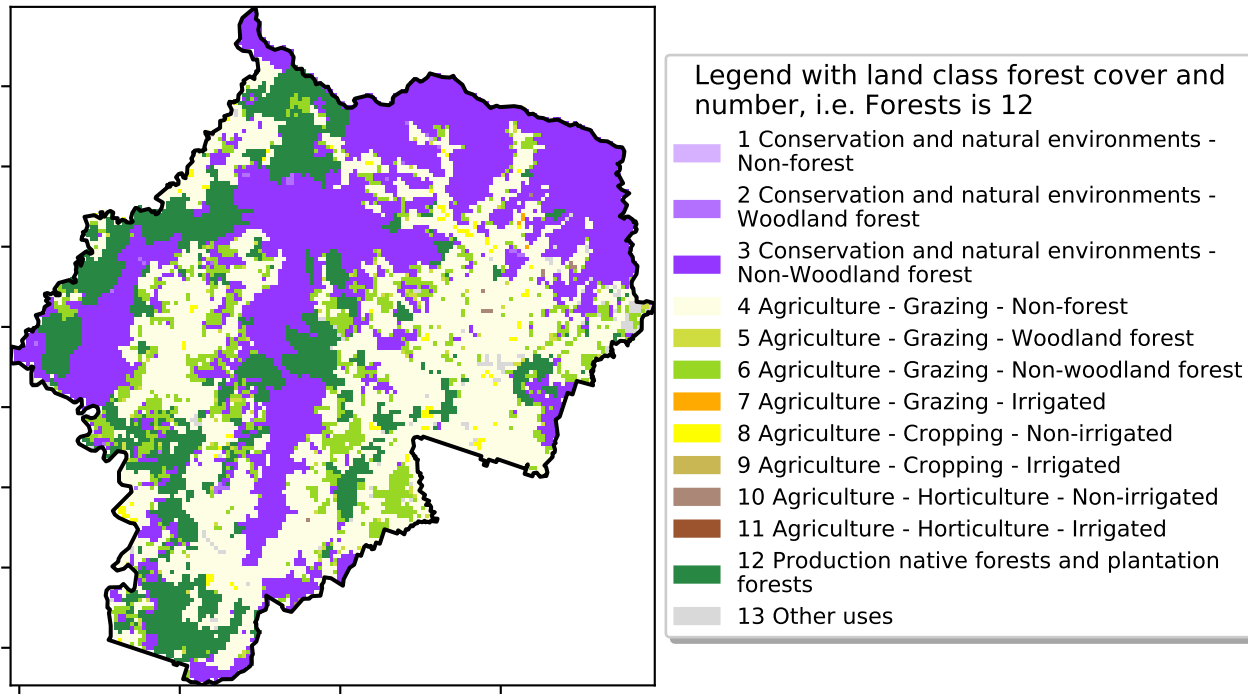 Legend with land class forest cover and
number, i.e. Forests is 12
1 Conservation and natural environments -
Non-forest
2 Conservation and natural environments -
Woodland forest
3 Conservation and natural environments -
Non-Woodland forest
4 Agriculture - Grazing - Non-forest
5 Agriculture - Grazing - Woodland forest
6 Agriculture - Grazing - Non-woodland forest
7 Agriculture - Grazing - Irrigated
8 Agriculture - Cropping - Non-irrigated
9 Agriculture - Cropping - Irrigated
10 Agriculture - Horticulture - Non-irrigated
11 Agriculture - Horticulture - Irrigated
12 Production native forests and plantation
forests
13 Other uses